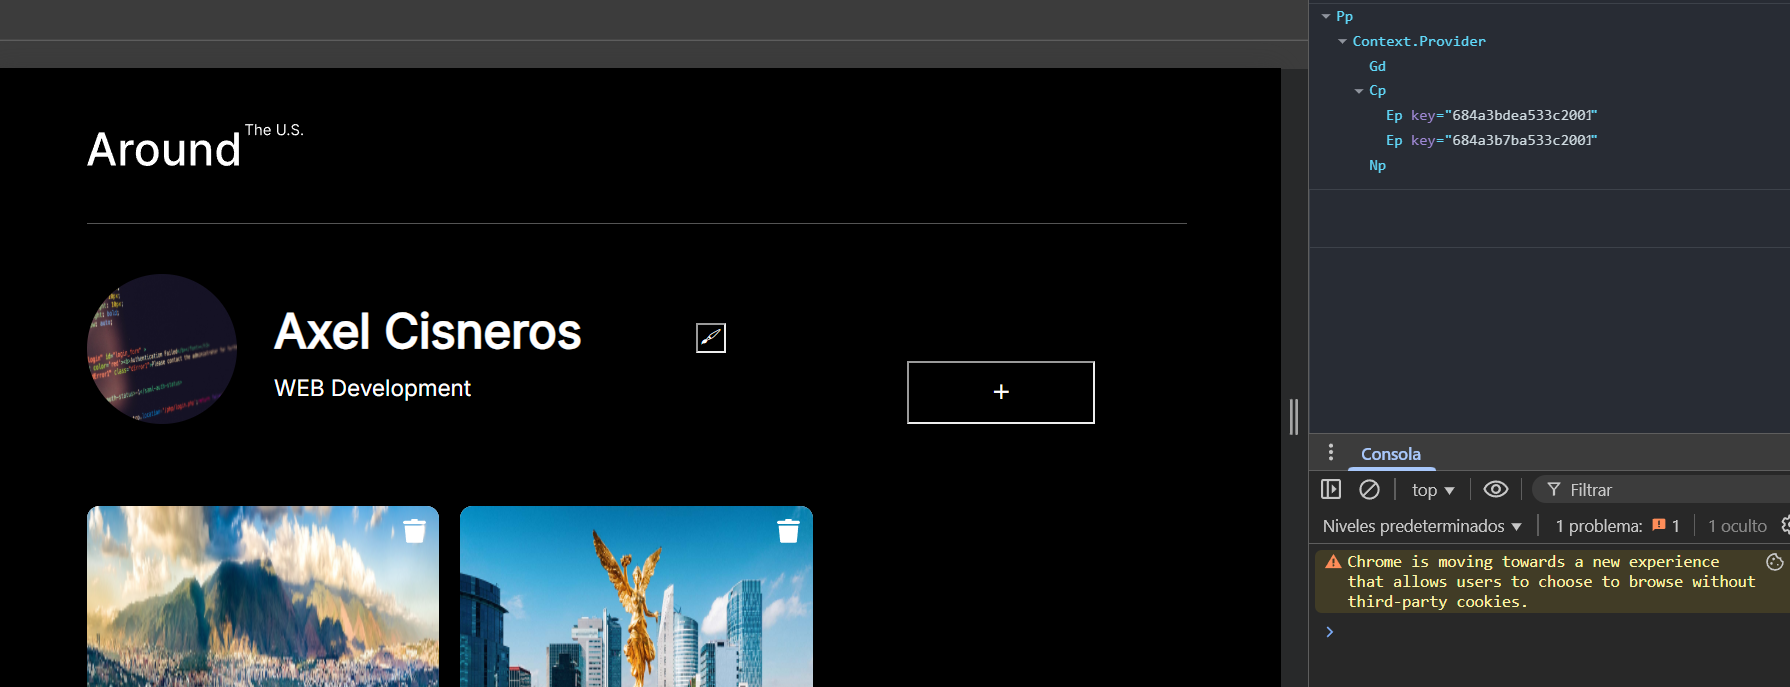 Around The U.S.
Axel Cisneros
WEB Development
+
Pp
Context.Provider
Gd
Cp
Ep key="684a3bdea533c2001"
Ep key="684a3b7ba533c2001"
Np
Consola
top
Filtrar
Niveles predeterminados
1 problema: 1
1 oculto
Chrome is moving towards a new experience
that allows users to choose to browse without
third-party cookies.